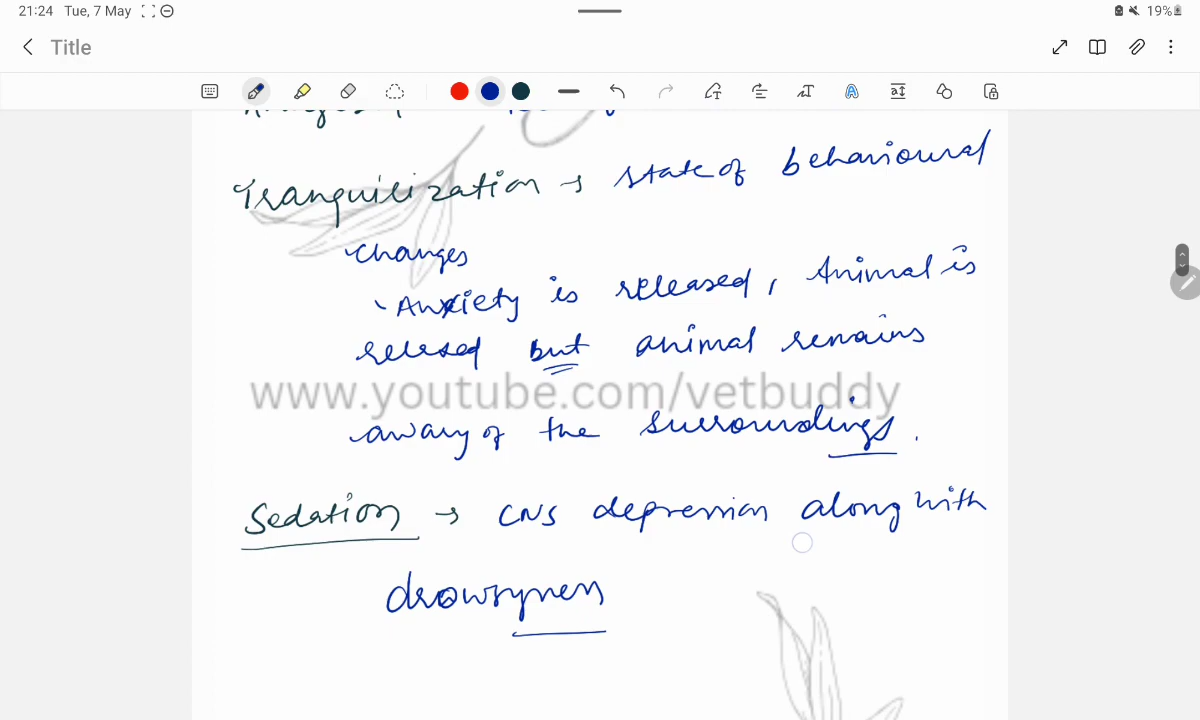 21:24 Tue, 7 May 19%
Title
Tranquilization → state of behavioural
changes
Anxiety is released, Animal is
relesed but animal remains
www.youtube.com/vetbuddy
away of the surroundings.
Sedation → CNS depression along with
drowsyness